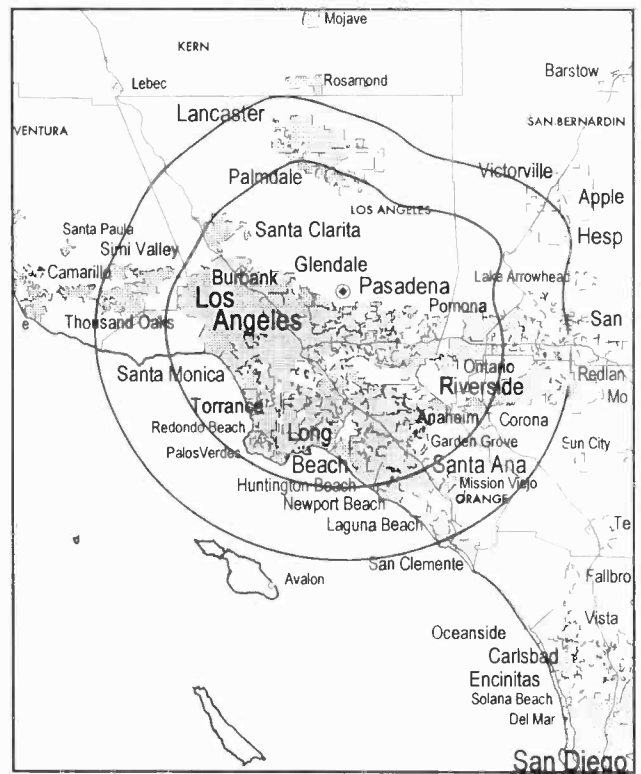 Mojave
KERN
Barstow
Lebec
Rosamond
Lancaster
SAN BERNARDIN
VENTURA
Palmdale
Victorville
LOS ANGELES
Apple
Santa Paula
Santa Clarita
Hesp
Simi Valley
Camarillo
Burbank
Glendale
Lake Arrowhead
Los
Angeles
Pasadena
Pomona
e
Thousand Oaks
San
Santa Monica
Ontario
Redlan
Riverside
Mo
Torrance
Anaheim
Corona
Redondo Beach
Long
Beach
Garden Grove
Sun City
Palos Verdes
Santa Ana
Huntington Beach
Mission Viejo
Newport Beach
ORANGE
Laguna Beach
Te
San Clemente
Avalon
Fallbro
Vista
Oceanside
Carlsbad
Encinitas
Solana Beach
Del Mar
San Diego